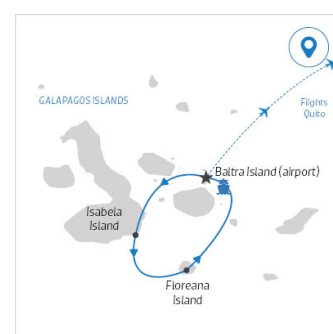 GALAPAGOS ISLANDS
Flights
Quito
Baltra Island (airport)
Isabela
Island
Floreana
Island